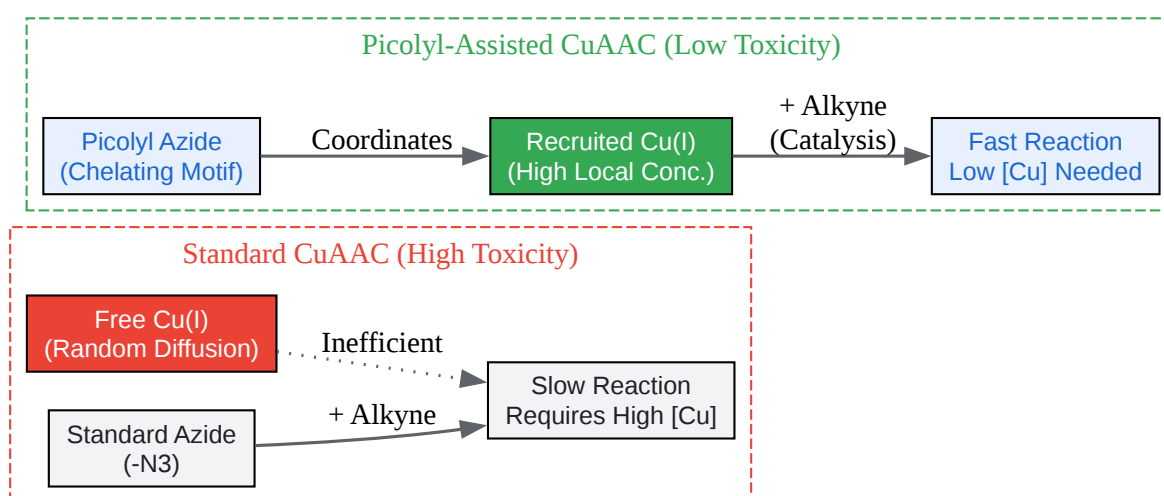 Picolyl-Assisted CuAAC (Low Toxicity)
Picolyl Azide
(Chelating Motif)
Coordinates
Recruited Cu(I)
(High Local Conc.)
+ Alkyne
(Catalysis)
Fast Reaction
Low [Cu] Needed
Standard CuAAC (High Toxicity)
Free Cu(I)
(Random Diffusion)
Inefficient
Standard Azide
(-N3)
+ Alkyne
Slow Reaction
Requires High [Cu]